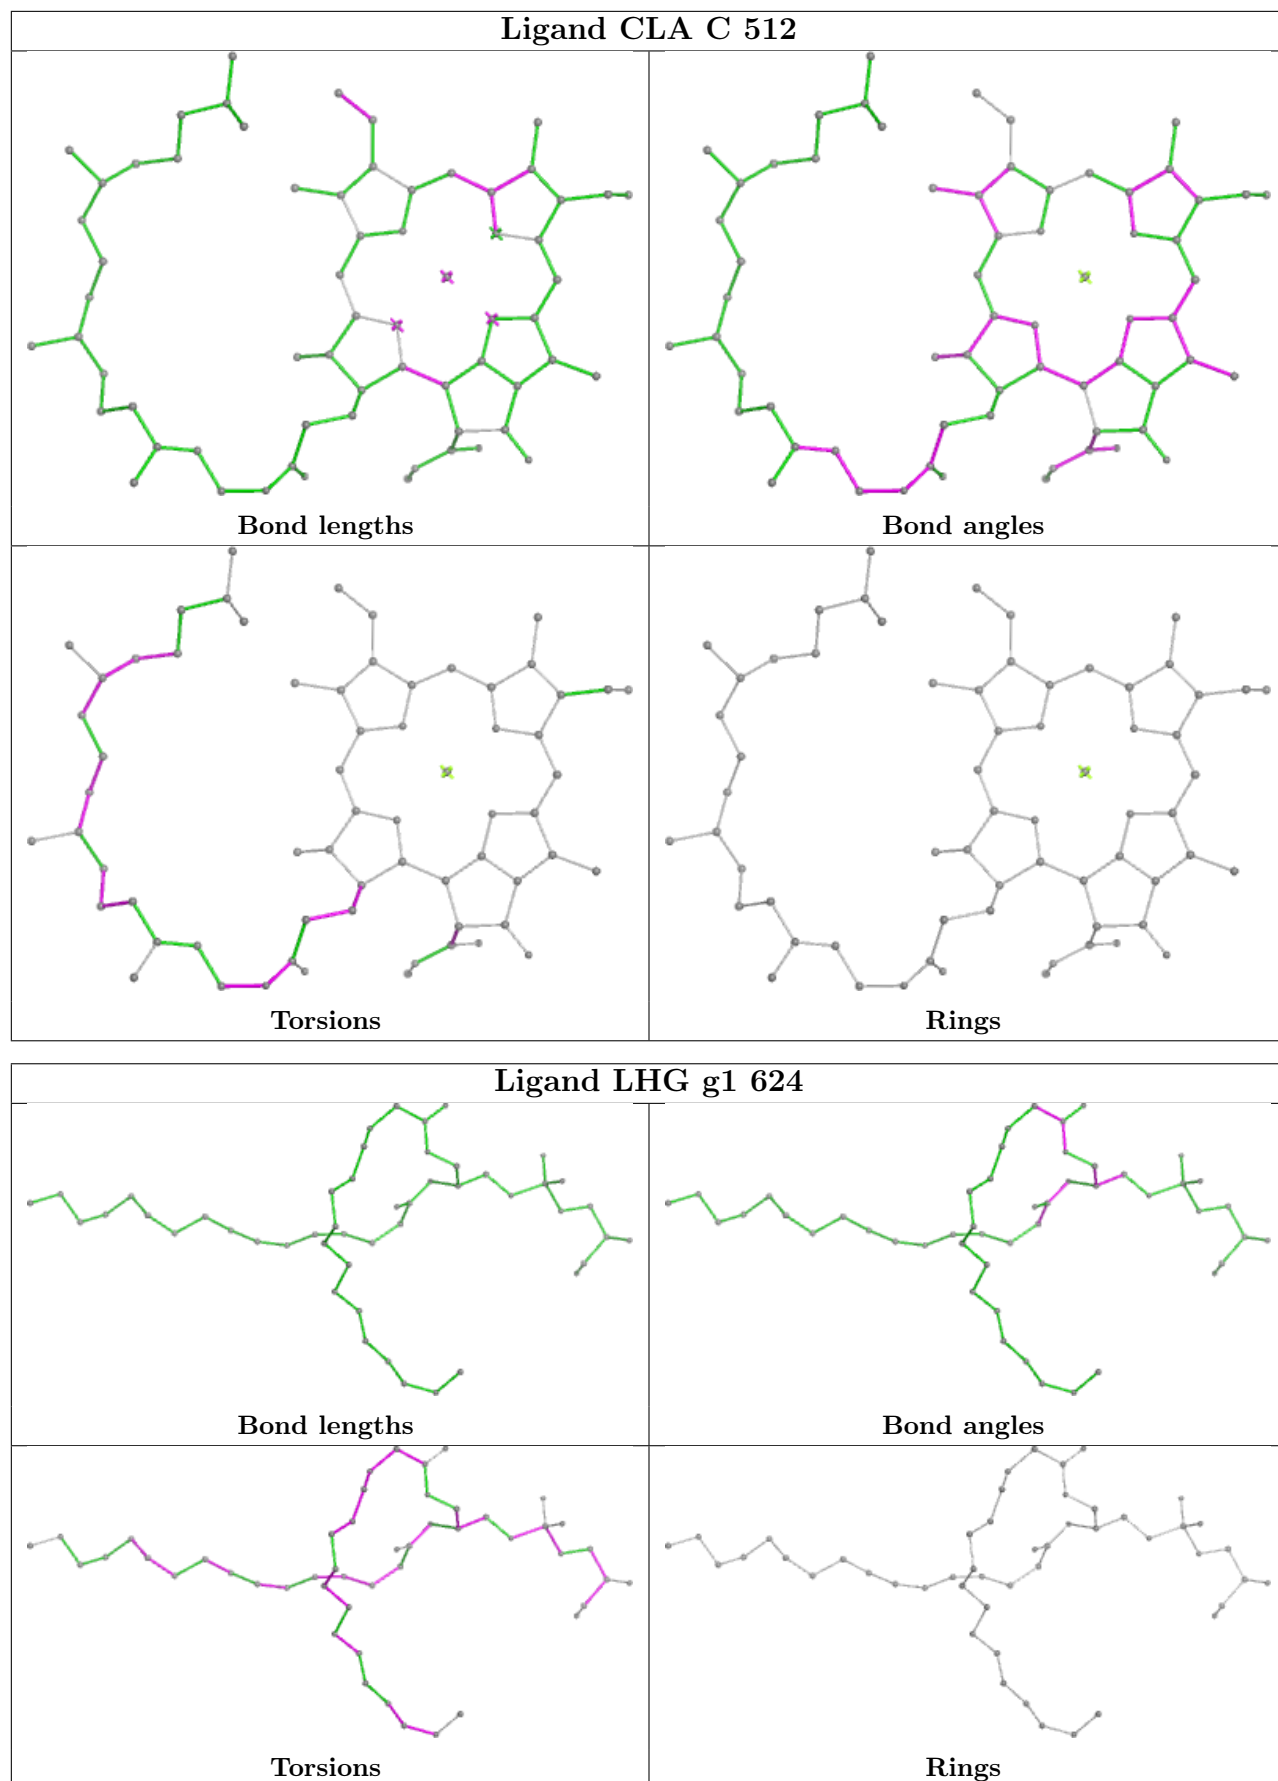 Ligand CLA C 512
Bond lengths
Bond angles
Torsions
Rings
Ligand LHG g1 624
Bond lengths
Bond angles
Torsions
Rings